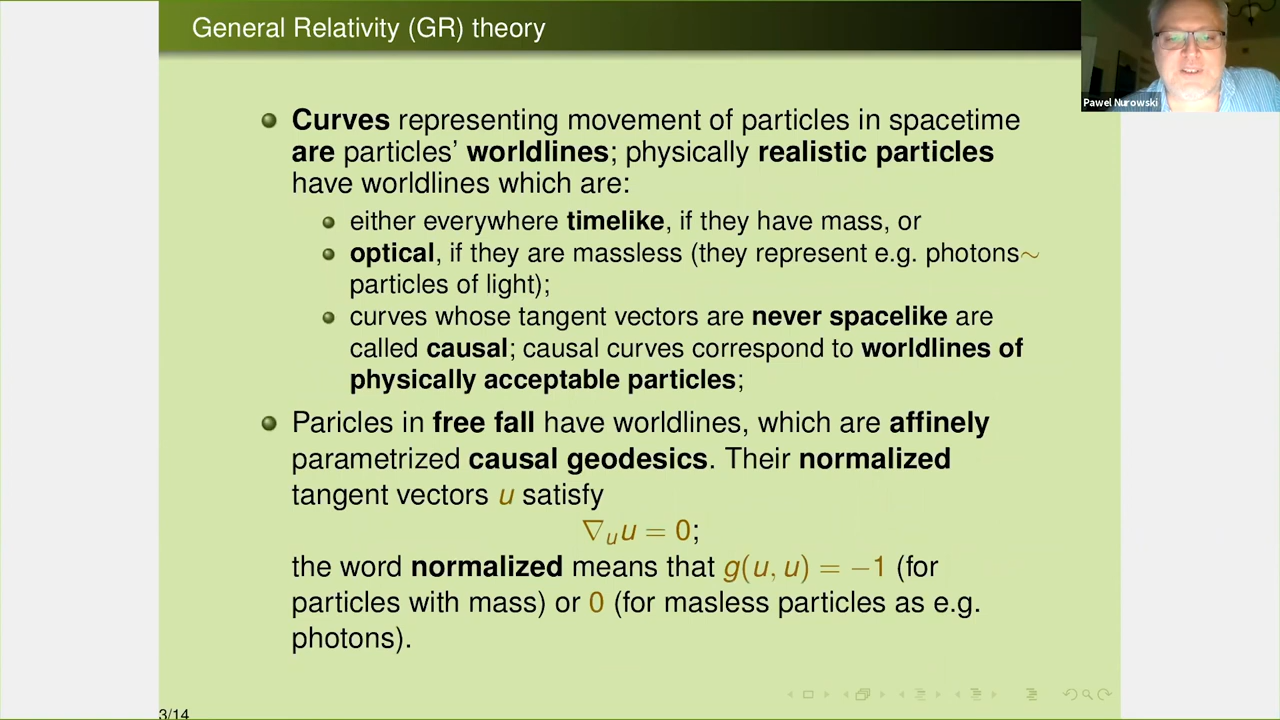 General Relativity (GR) theory
Pawel Nurowski
Curves representing movement of particles in spacetime
are particles' worldlines; physically realistic particles
have worldlines which are:
either everywhere timelike, if they have mass, or
optical, if they are massless (they represent e.g. photons∼
particles of light);
curves whose tangent vectors are never spacelike are
called causal; causal curves correspond to worldlines of
physically acceptable particles;
Paricles in free fall have worldlines, which are affinely
parametrized causal geodesics. Their normalized
tangent vectors u satisfy
∇ᵤu = 0;
the word normalized means that g(u, u) = −1 (for
particles with mass) or 0 (for masless particles as e.g.
photons).
3/14